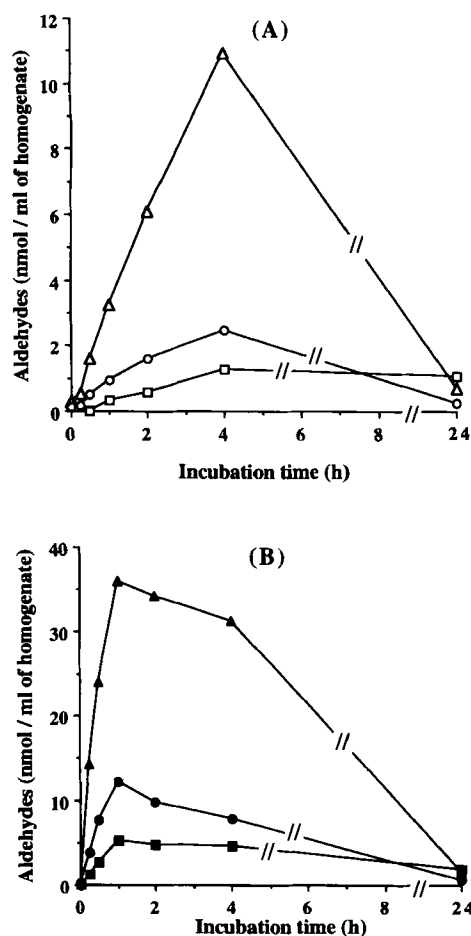 (A)
Aldehydes (nmol / ml of homogenate)
12
10
8
6
4
2
0
0 2 4 6 8 24
Incubation time (h)
(B)
Aldehydes (nmol / ml of homogenate)
40
30
20
10
0
0 2 4 6 8 24
Incubation time (h)